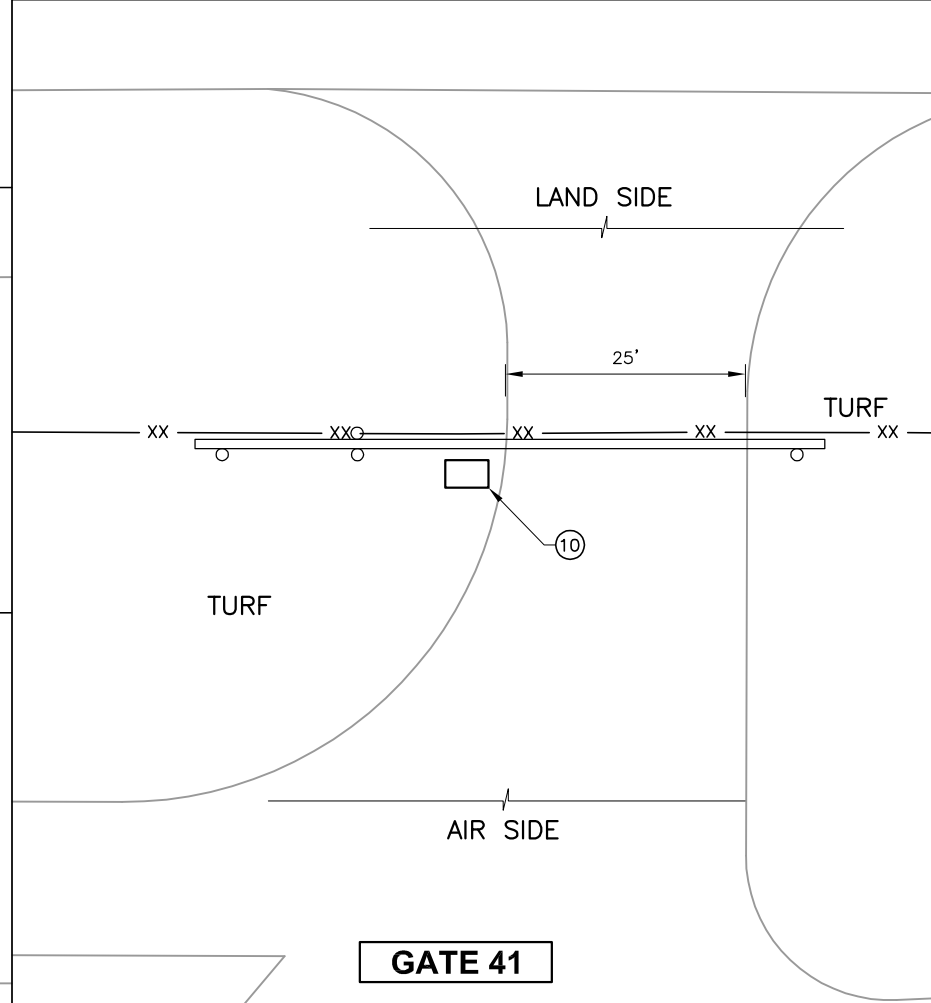 LAND SIDE
25'
TURF
XX XX XX XX XX
10
TURF
AIR SIDE
GATE 41